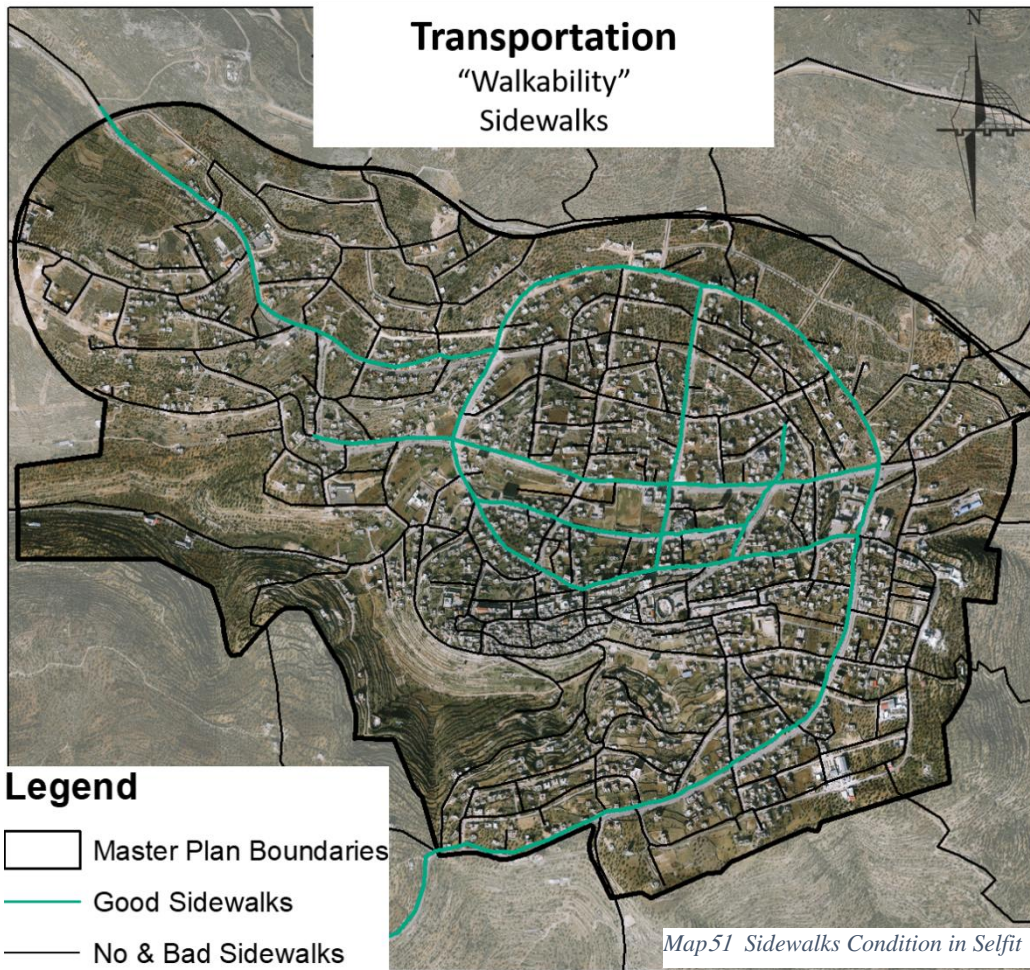 Transportation
“Walkability”
Sidewalks
N
Legend
Master Plan Boundaries
Good Sidewalks
No & Bad Sidewalks
Map51 Sidewalks Condition in Selfit